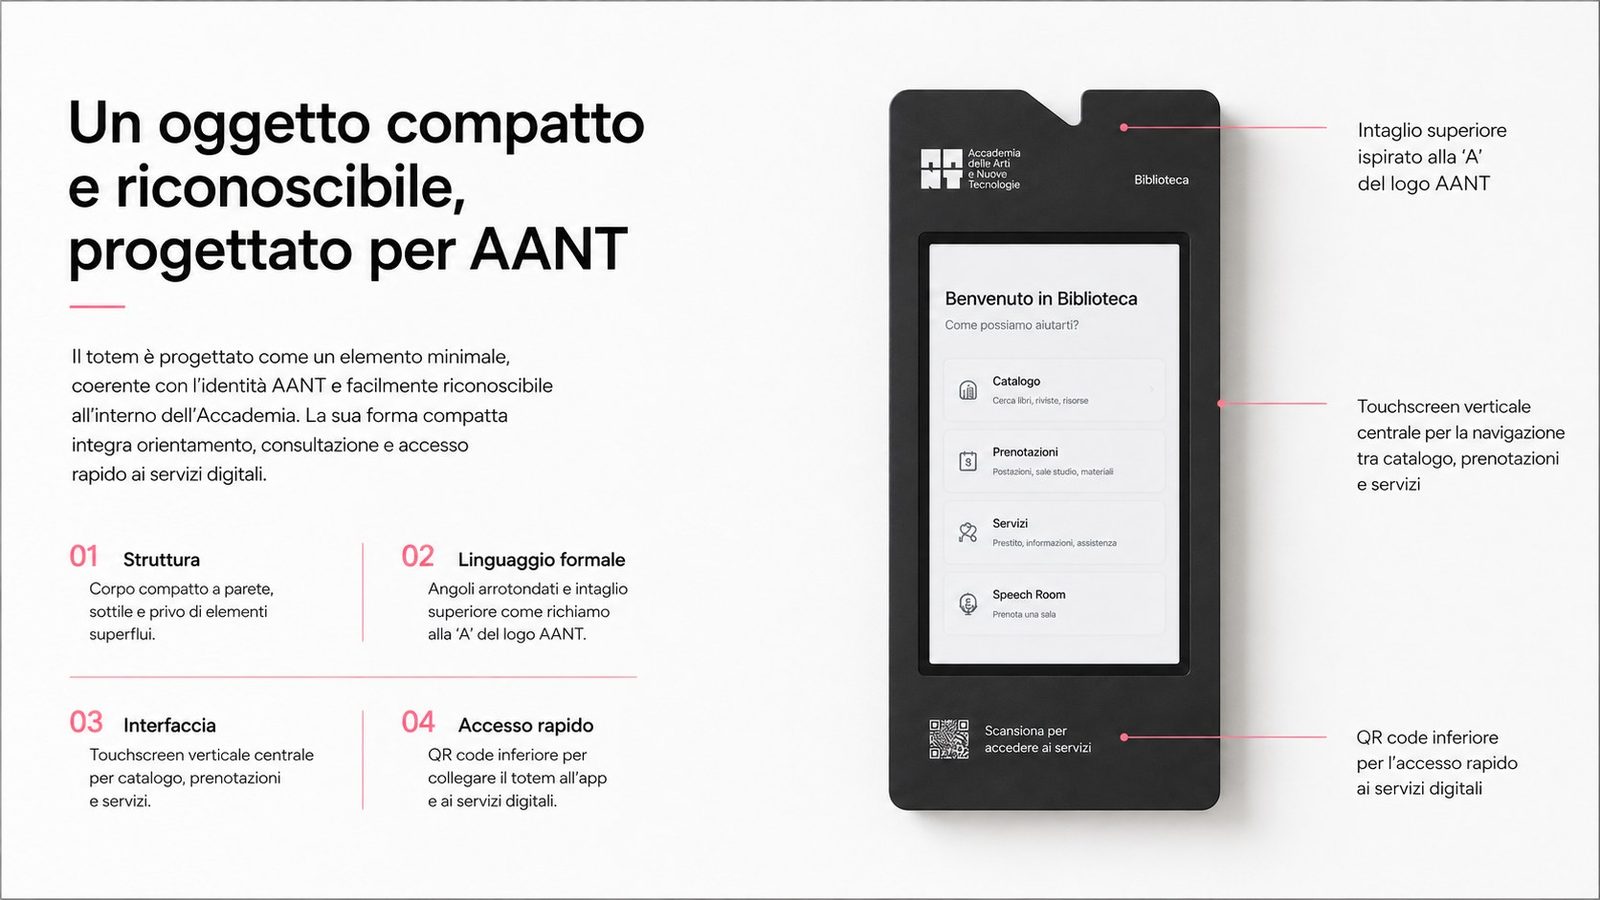 Un oggetto compatto
e riconoscibile,
progettato per AANT
Il totem è progettato come un elemento minimale,
coerente con l'identità AANT e facilmente riconoscibile
all'interno dell'Accademia. La sua forma compatta
integra orientamento, consultazione e accesso
rapido ai servizi digitali.
01 Struttura
Corpo compatto a parete,
sottile e privo di elementi
superflui.
02 Linguaggio formale
Angoli arrotondati e intaglio
superiore come richiamo
alla ‘A’ del logo AANT.
03 Interfaccia
Touchscreen verticale centrale
per catalogo, prenotazioni
e servizi.
04 Accesso rapido
QR code inferiore per
collegare il totem all'app
e ai servizi digitali.
AA
NT
Accademia
delle Arti
e Nuove
Tecnologie
Biblioteca
Benvenuto in Biblioteca
Come possiamo aiutarti?
Catalogo
Cerca libri, riviste, risorse
Prenotazioni
Postazioni, sale studio, materiali
Servizi
Prestito, informazioni, assistenza
Speech Room
Prenota una sala
Scansiona per
accedere ai servizi
Intaglio superiore
ispirato alla ‘A’
del logo AANT
Touchscreen verticale
centrale per la navigazione
tra catalogo, prenotazioni
e servizi
QR code inferiore
per l'accesso rapido
ai servizi digitali